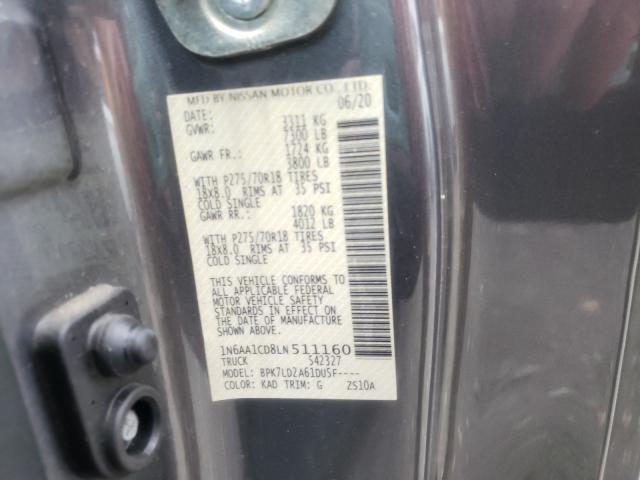 MFD BY NISSAN MOTOR CO., LTD.
DATE: 06/20
GVWR: 3311 KG
7300 LB
GAWR FR.: 1724 KG
3800 LB
WITH P275/70R18 TIRES
18X8.0 RIMS AT 35 PSI
COLD SINGLE
GAWR RR.: 1820 KG
4012 LB
WITH P275/70R18 TIRES
18X8.0 RIMS AT 35 PSI
COLD SINGLE
THIS VEHICLE CONFORMS TO
ALL APPLICABLE FEDERAL
MOTOR VEHICLE SAFETY
STANDARDS IN EFFECT ON
THE DATE OF MANUFACTURE
SHOWN ABOVE.
1N6AA1CD8LN511160
TRUCK S42327
MODEL: BPK7LD2A61DUSF----
COLOR: KAD TRIM: G ZS10A